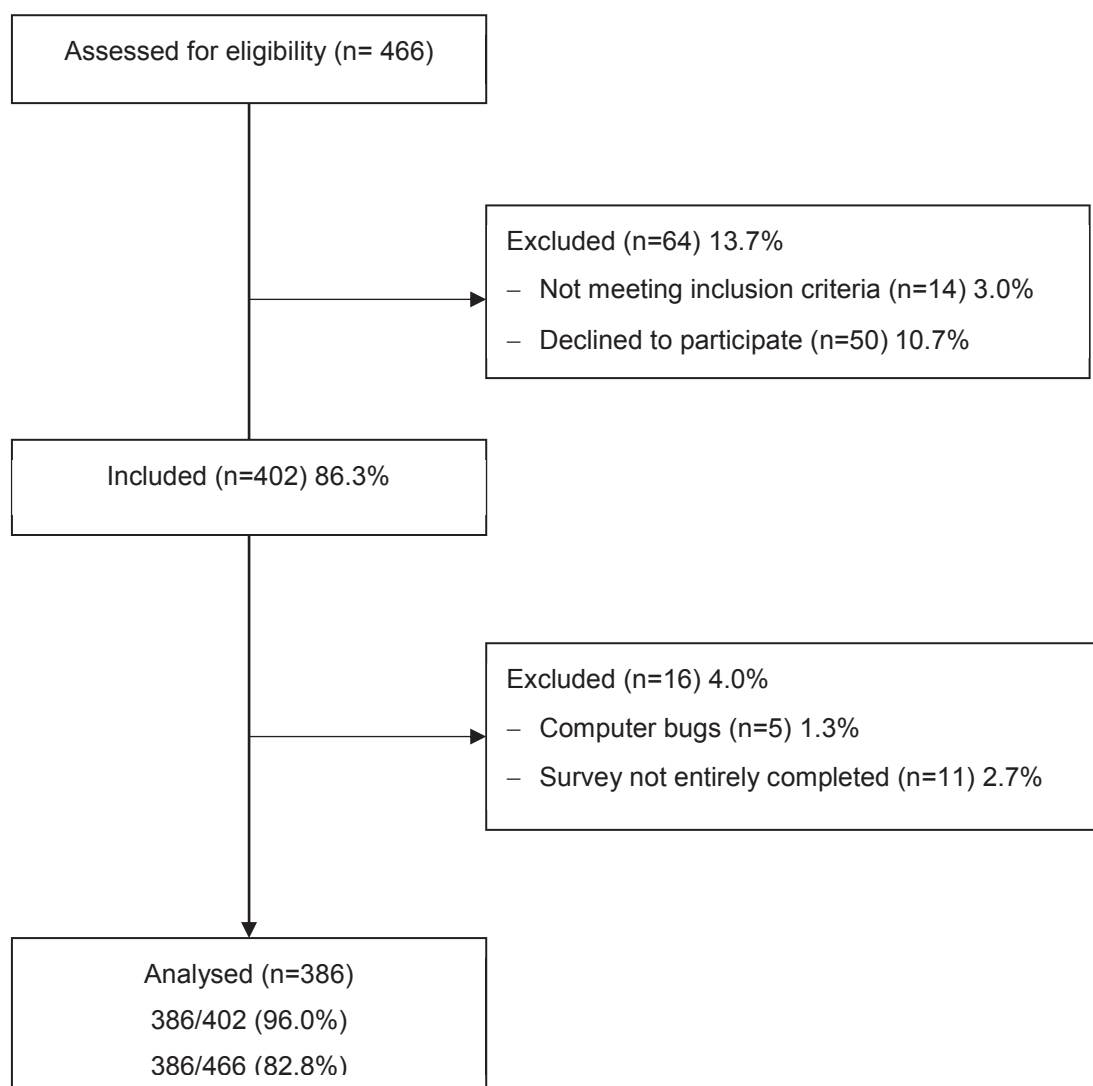 Assessed for eligibility (n= 466)
Excluded (n=64) 13.7%
− Not meeting inclusion criteria (n=14) 3.0%
− Declined to participate (n=50) 10.7%
Included (n=402) 86.3%
Excluded (n=16) 4.0%
− Computer bugs (n=5) 1.3%
− Survey not entirely completed (n=11) 2.7%
Analysed (n=386)
386/402 (96.0%)
386/466 (82.8%)